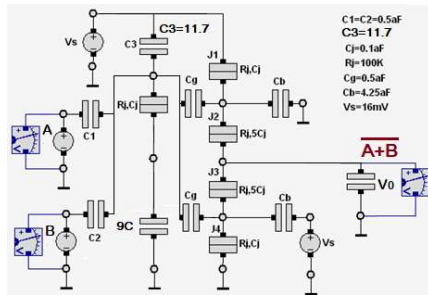 C3=11.7
C1=C2=0.5aF
C3=11.7
Cj=0.1aF
Rj=100K
Cg=0.5aF
Cb=4.25aF
Vs=16mV
Vs
C3
J1
Rj,Cj
Cg
Cb
Rj,Cj
A
C1
J2
Rj,5Cj
A+B
J3
Rj,5Cj
V0
Cg
Cb
B
C2
9C
J4
Rj,Cj
Vs